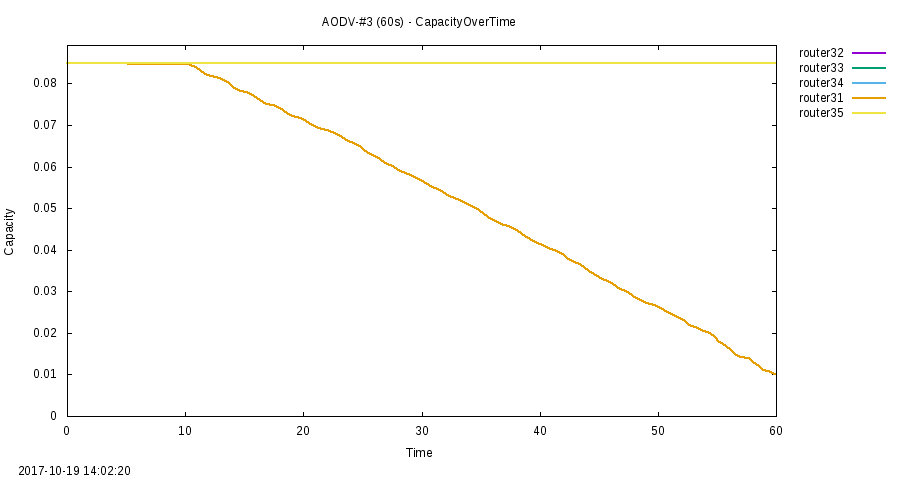 AODV-#3 (60s) - CapacityOverTime
router32
router33
router34
router31
router35
0.08
0.07
0.06
0.05
0.04
0.03
0.02
0.01
0
Capacity
0 10 20 30 40 50 60
Time
2017-10-19 14:02:20